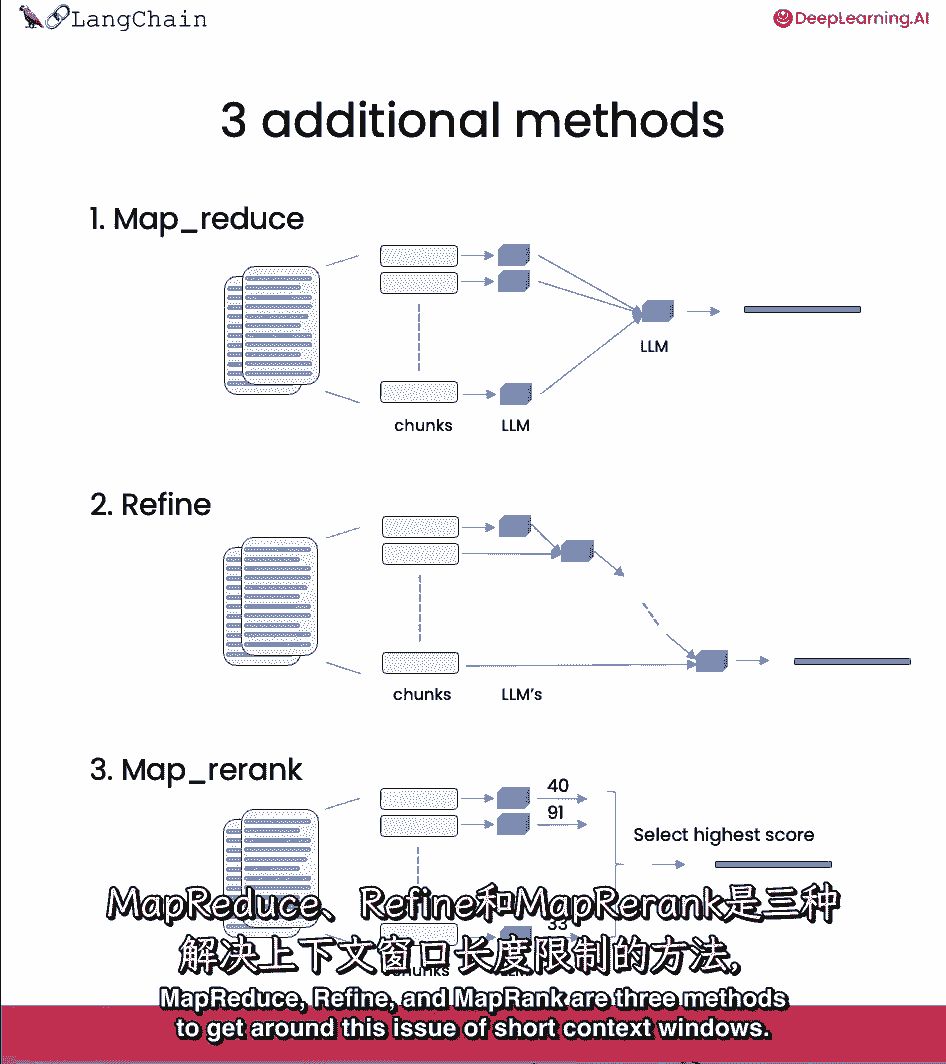 LangChain
DeepLearning.AI
3 additional methods
1. Map_reduce
LLM
chunks
LLM
2. Refine
chunks
LLM's
3. Map_rerank
40
91
Select highest score
33
chunks
MapReduce、Refine和MapRerank是三种
解决上下文窗口长度限制的方法,
MapReduce, Refine, and MapRank are three methods
to get around this issue of short context windows.